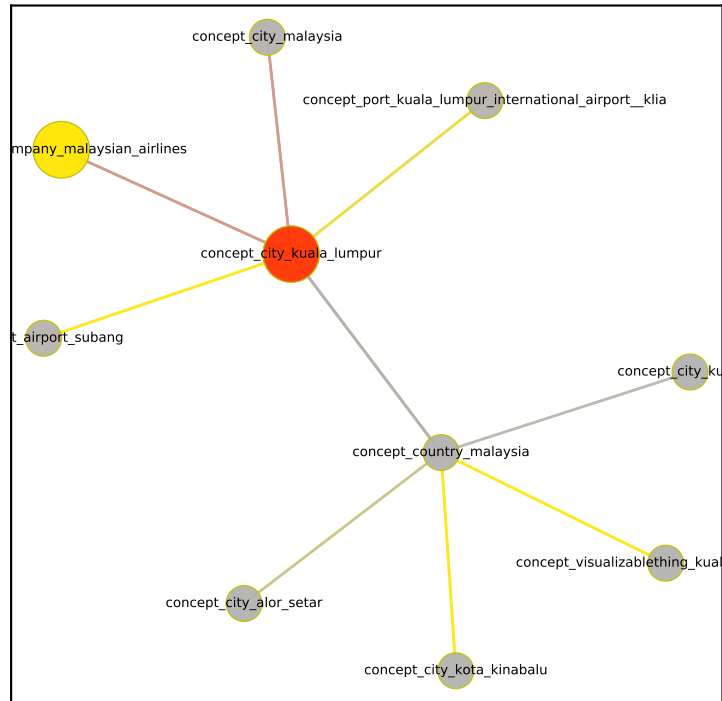 concept_city_malaysia
concept_port_kuala_lumpur_international_airport__klia
mpany_malaysian_airlines
concept_city_kuala_lumpur
t_airport_subang
concept_city_ku
concept_country_malaysia
concept_visualizablething_kual
concept_city_alor_setar
concept_city_kota_kinabalu